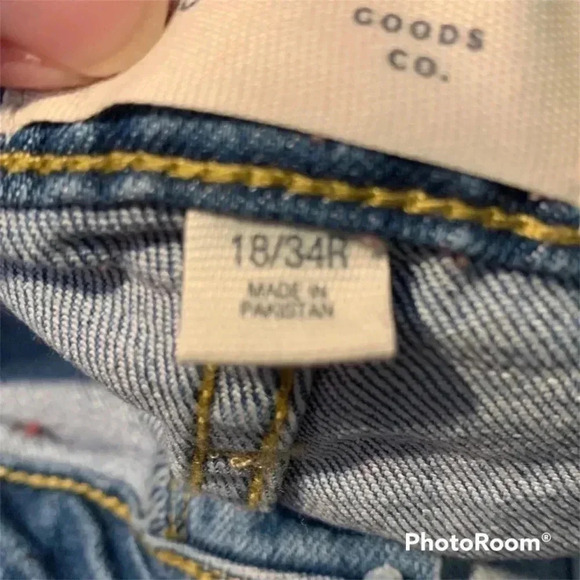 GOODS
CO.
18/34R
MADE IN
PAKISTAN
PhotoRoom®